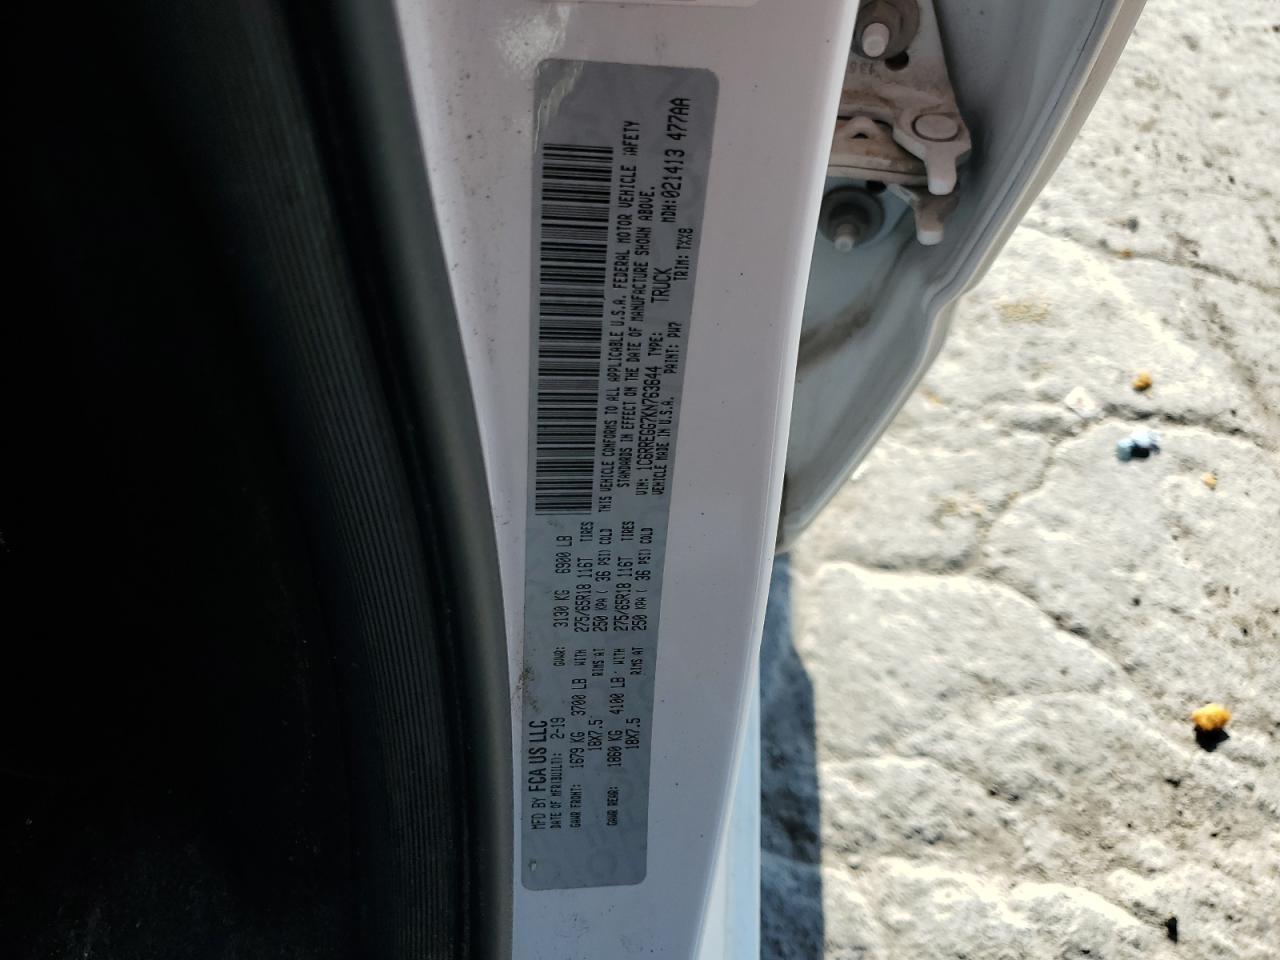 MFD BY FCA US LLC
DATE OF MFR(BUILT): 2-19 GVWR: 3130 KG 6900 LB
GAWR FRONT: 1679 KG 3700 LB WITH 275/65R18 116T TIRES
18X7.5 RIMS AT 250 KPA ( 36 PSI) COLD
GAWR REAR: 1860 KG 4100 LB WITH 275/65R18 116T TIRES
18X7.5 RIMS AT 250 KPA ( 36 PSI) COLD
THIS VEHICLE CONFORMS TO ALL APPLICABLE U.S.A. FEDERAL MOTOR VEHICLE SAFETY
STANDARDS IN EFFECT ON THE DATE OF MANUFACTURE SHOWN ABOVE.
VIN: 1C6RREGG7KN763644 TYPE: TRUCK MDH:021413 477AA
VEHICLE MADE IN U.S.A. PAINT: PW7 TRIM: TXX8